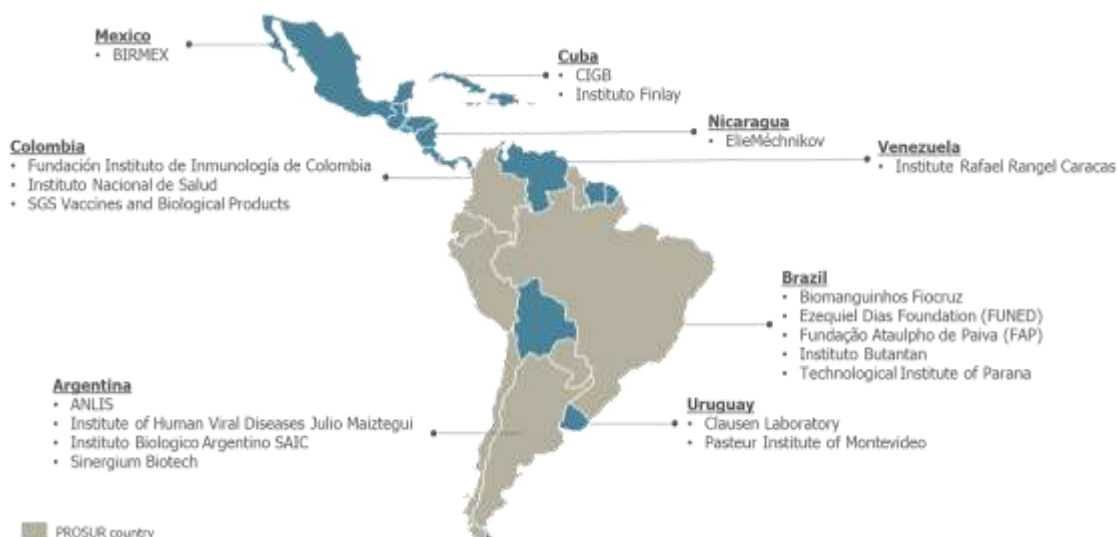 Mexico
• BIRMEX
Cuba
• CIGB
• Instituto Finlay
Nicaragua
• ElieMéchnikov
Colombia
• Fundación Instituto de Inmunología de Colombia
• Instituto Nacional de Salud
• SGS Vaccines and Biological Products
Venezuela
• Institute Rafael Rangel Caracas
Brazil
• Biomanguinhos Fiocruz
• Ezequiel Dias Foundation (FUNED)
• Fundação Ataulpho de Paiva (FAP)
• Instituto Butantan
• Technological Institute of Parana
Argentina
• ANLIS
• Institute of Human Viral Diseases Julio Maiztegui
• Instituto Biologico Argentino SAIC
• Sinergium Biotech
Uruguay
• Clausen Laboratory
• Pasteur Institute of Montevideo
PROSUR country